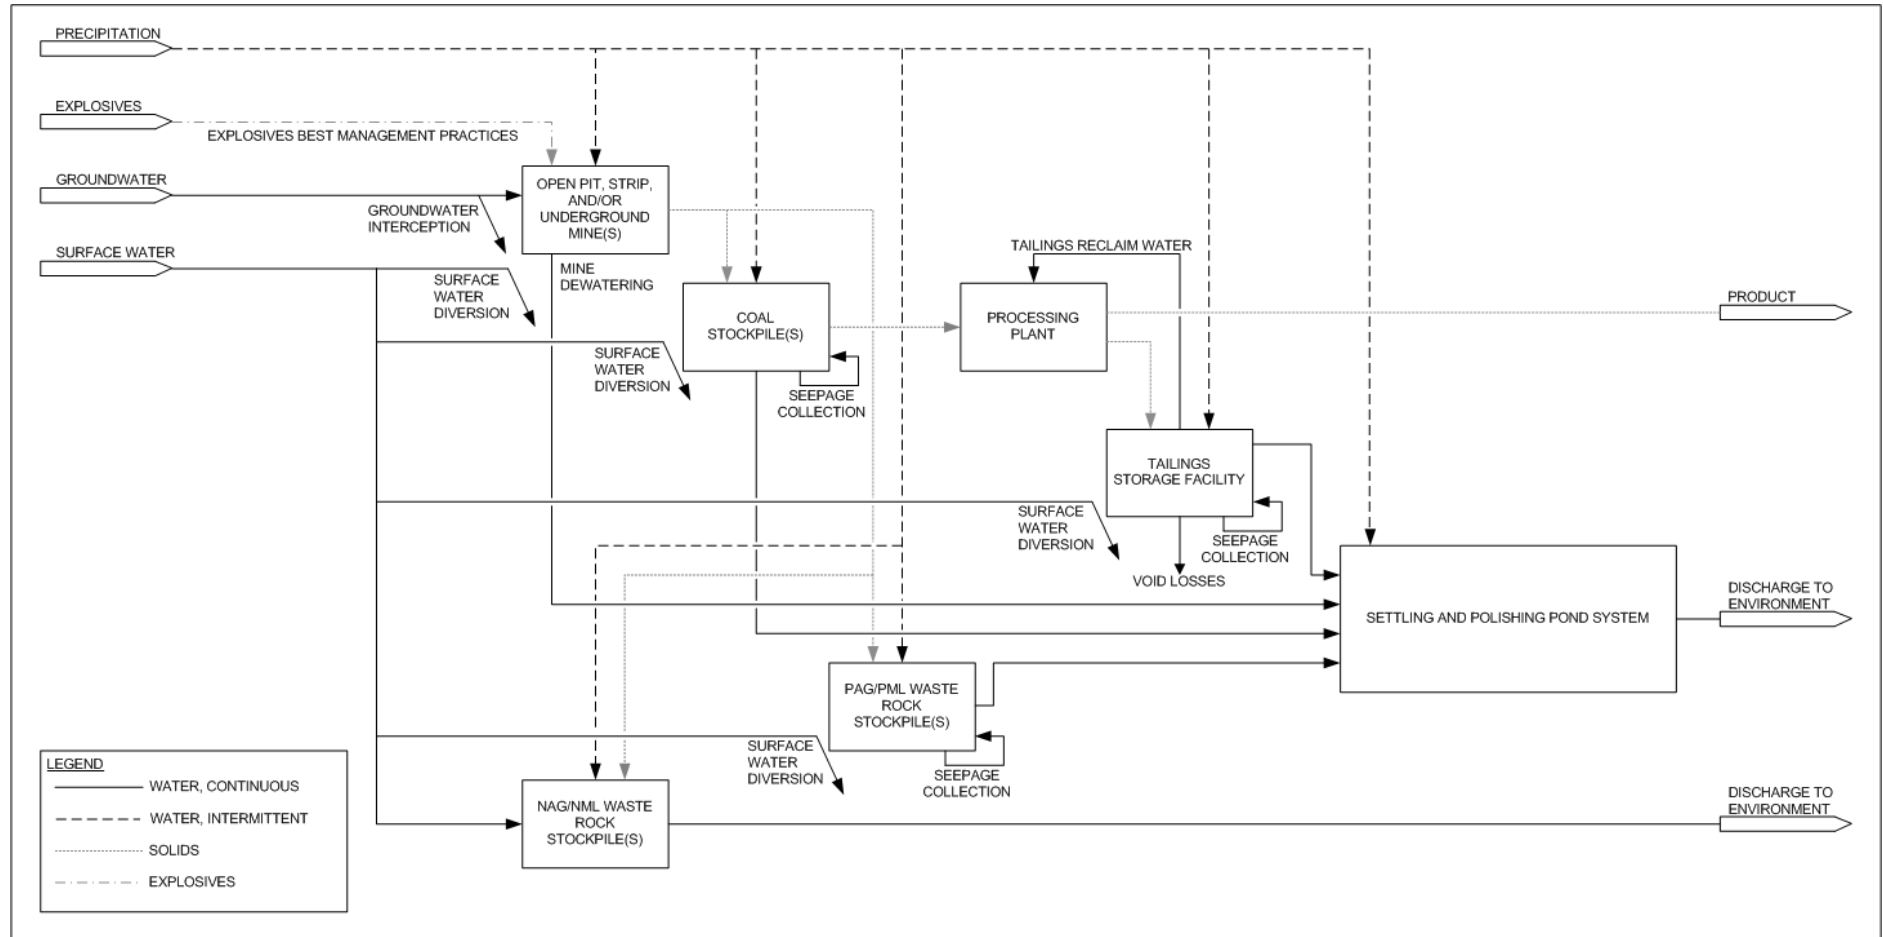 PRECIPITATION
EXPLOSIVES
EXPLOSIVES BEST MANAGEMENT PRACTICES
GROUNDWATER
GROUNDWATER
INTERCEPTION
OPEN PIT, STRIP,
AND/OR
UNDERGROUND
MINE(S)
SURFACE WATER
SURFACE
WATER
DIVERSION
MINE
DEWATERING
TAILINGS RECLAIM WATER
COAL
STOCKPILE(S)
PROCESSING
PLANT
PRODUCT
SURFACE
WATER
DIVERSION
SEEPAGE
COLLECTION
TAILINGS
STORAGE FACILITY
SURFACE
WATER
DIVERSION
SEEPAGE
COLLECTION
VOID LOSSES
SETTLING AND POLISHING POND SYSTEM
DISCHARGE TO
ENVIRONMENT
PAG/PML WASTE
ROCK
STOCKPILE(S)
SURFACE
WATER
DIVERSION
SEEPAGE
COLLECTION
NAG/NML WASTE
ROCK
STOCKPILE(S)
DISCHARGE TO
ENVIRONMENT
LEGEND
WATER, CONTINUOUS
WATER, INTERMITTENT
SOLIDS
EXPLOSIVES